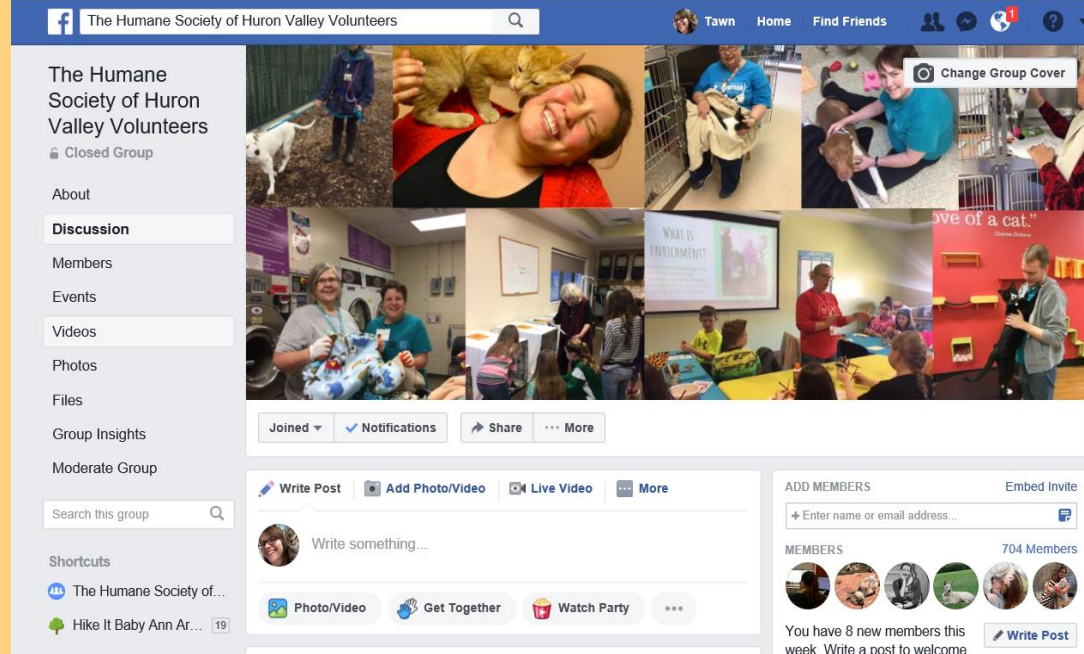 The Humane Society of Huron Valley Volunteers
Tawn
Home
Find Friends
1
The Humane
Society of Huron
Valley Volunteers
Closed Group
About
Discussion
Members
Events
Videos
Photos
Files
Group Insights
Moderate Group
Search this group
Shortcuts
The Humane Society of...
Hike It Baby Ann Ar... 19
Change Group Cover
WHAT IS
ENRICHMENT?
ove of a cat."
Charles Dickens
Joined
Notifications
Share
More
Write Post
Add Photo/Video
Live Video
More
Write something...
Photo/Video
Get Together
Watch Party
ADD MEMBERS
Embed Invite
+ Enter name or email address...
MEMBERS
704 Members
You have 8 new members this
week. Write a post to welcome
Write Post